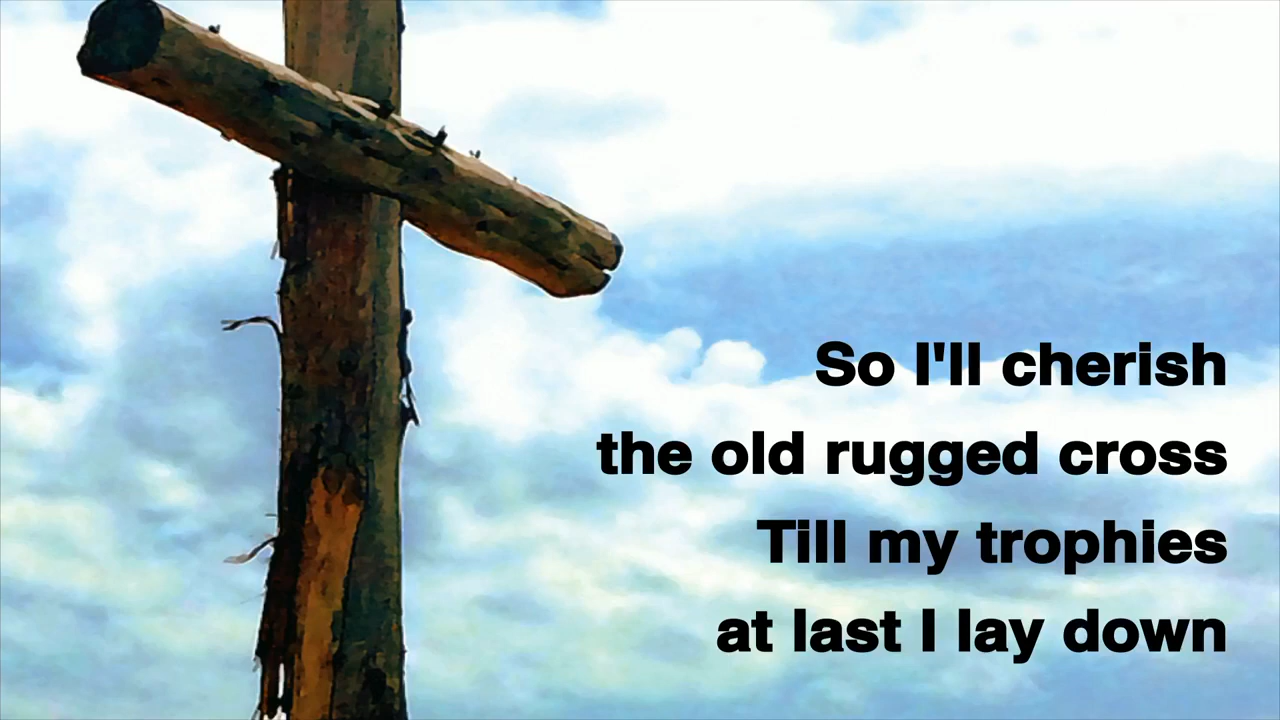 So I'll cherish
the old rugged cross
Till my trophies
at last I lay down